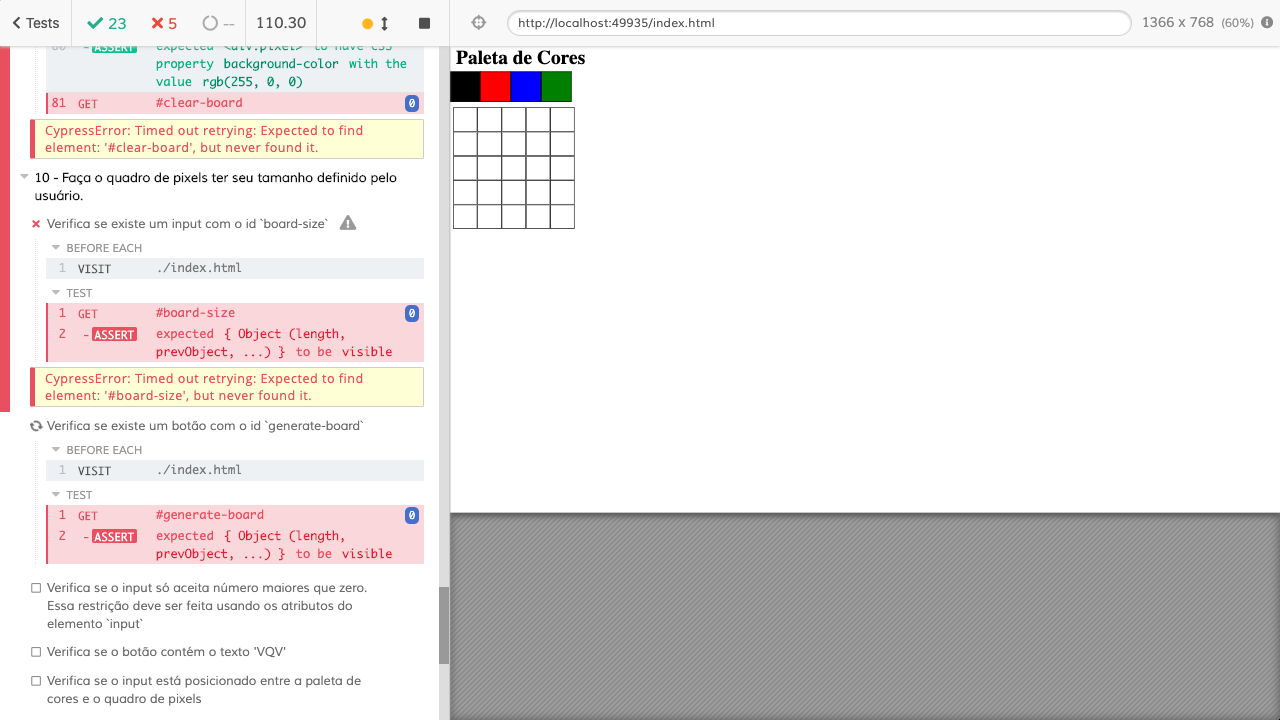 Tests 23 5 -- 110.30 http://localhost:49935/index.html 1366 x 768 (60%)
80 - ASSERT expected <div.pixel> to have CSS
property background-color with the
value rgb(255, 0, 0)
81 GET #clear-board 0
CypressError: Timed out retrying: Expected to find
element: '#clear-board', but never found it.
10 - Faça o quadro de pixels ter seu tamanho definido pelo
usuário.
Verifica se existe um input com o id `board-size`
BEFORE EACH
1 VISIT ./index.html
TEST
1 GET #board-size 0
2 - ASSERT expected { Object (length,
prevObject, ...) } to be visible
CypressError: Timed out retrying: Expected to find
element: '#board-size', but never found it.
Verifica se existe um botão com o id `generate-board`
BEFORE EACH
1 VISIT ./index.html
TEST
1 GET #generate-board 0
2 - ASSERT expected { Object (length,
prevObject, ...) } to be visible
Verifica se o input só aceita número maiores que zero.
Essa restrição deve ser feita usando os atributos do
elemento `input`
Verifica se o botão contém o texto 'VQV'
Verifica se o input está posicionado entre a paleta de
cores e o quadro de pixels
Paleta de Cores